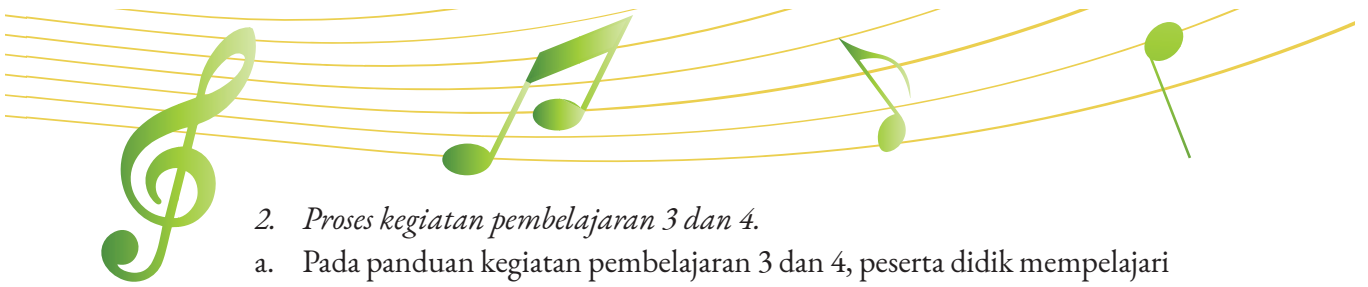 2. Proses kegiatan pembelajaran 3 dan 4.
a. Pada panduan kegiatan pembelajaran 3 dan 4, peserta didik mempelajari